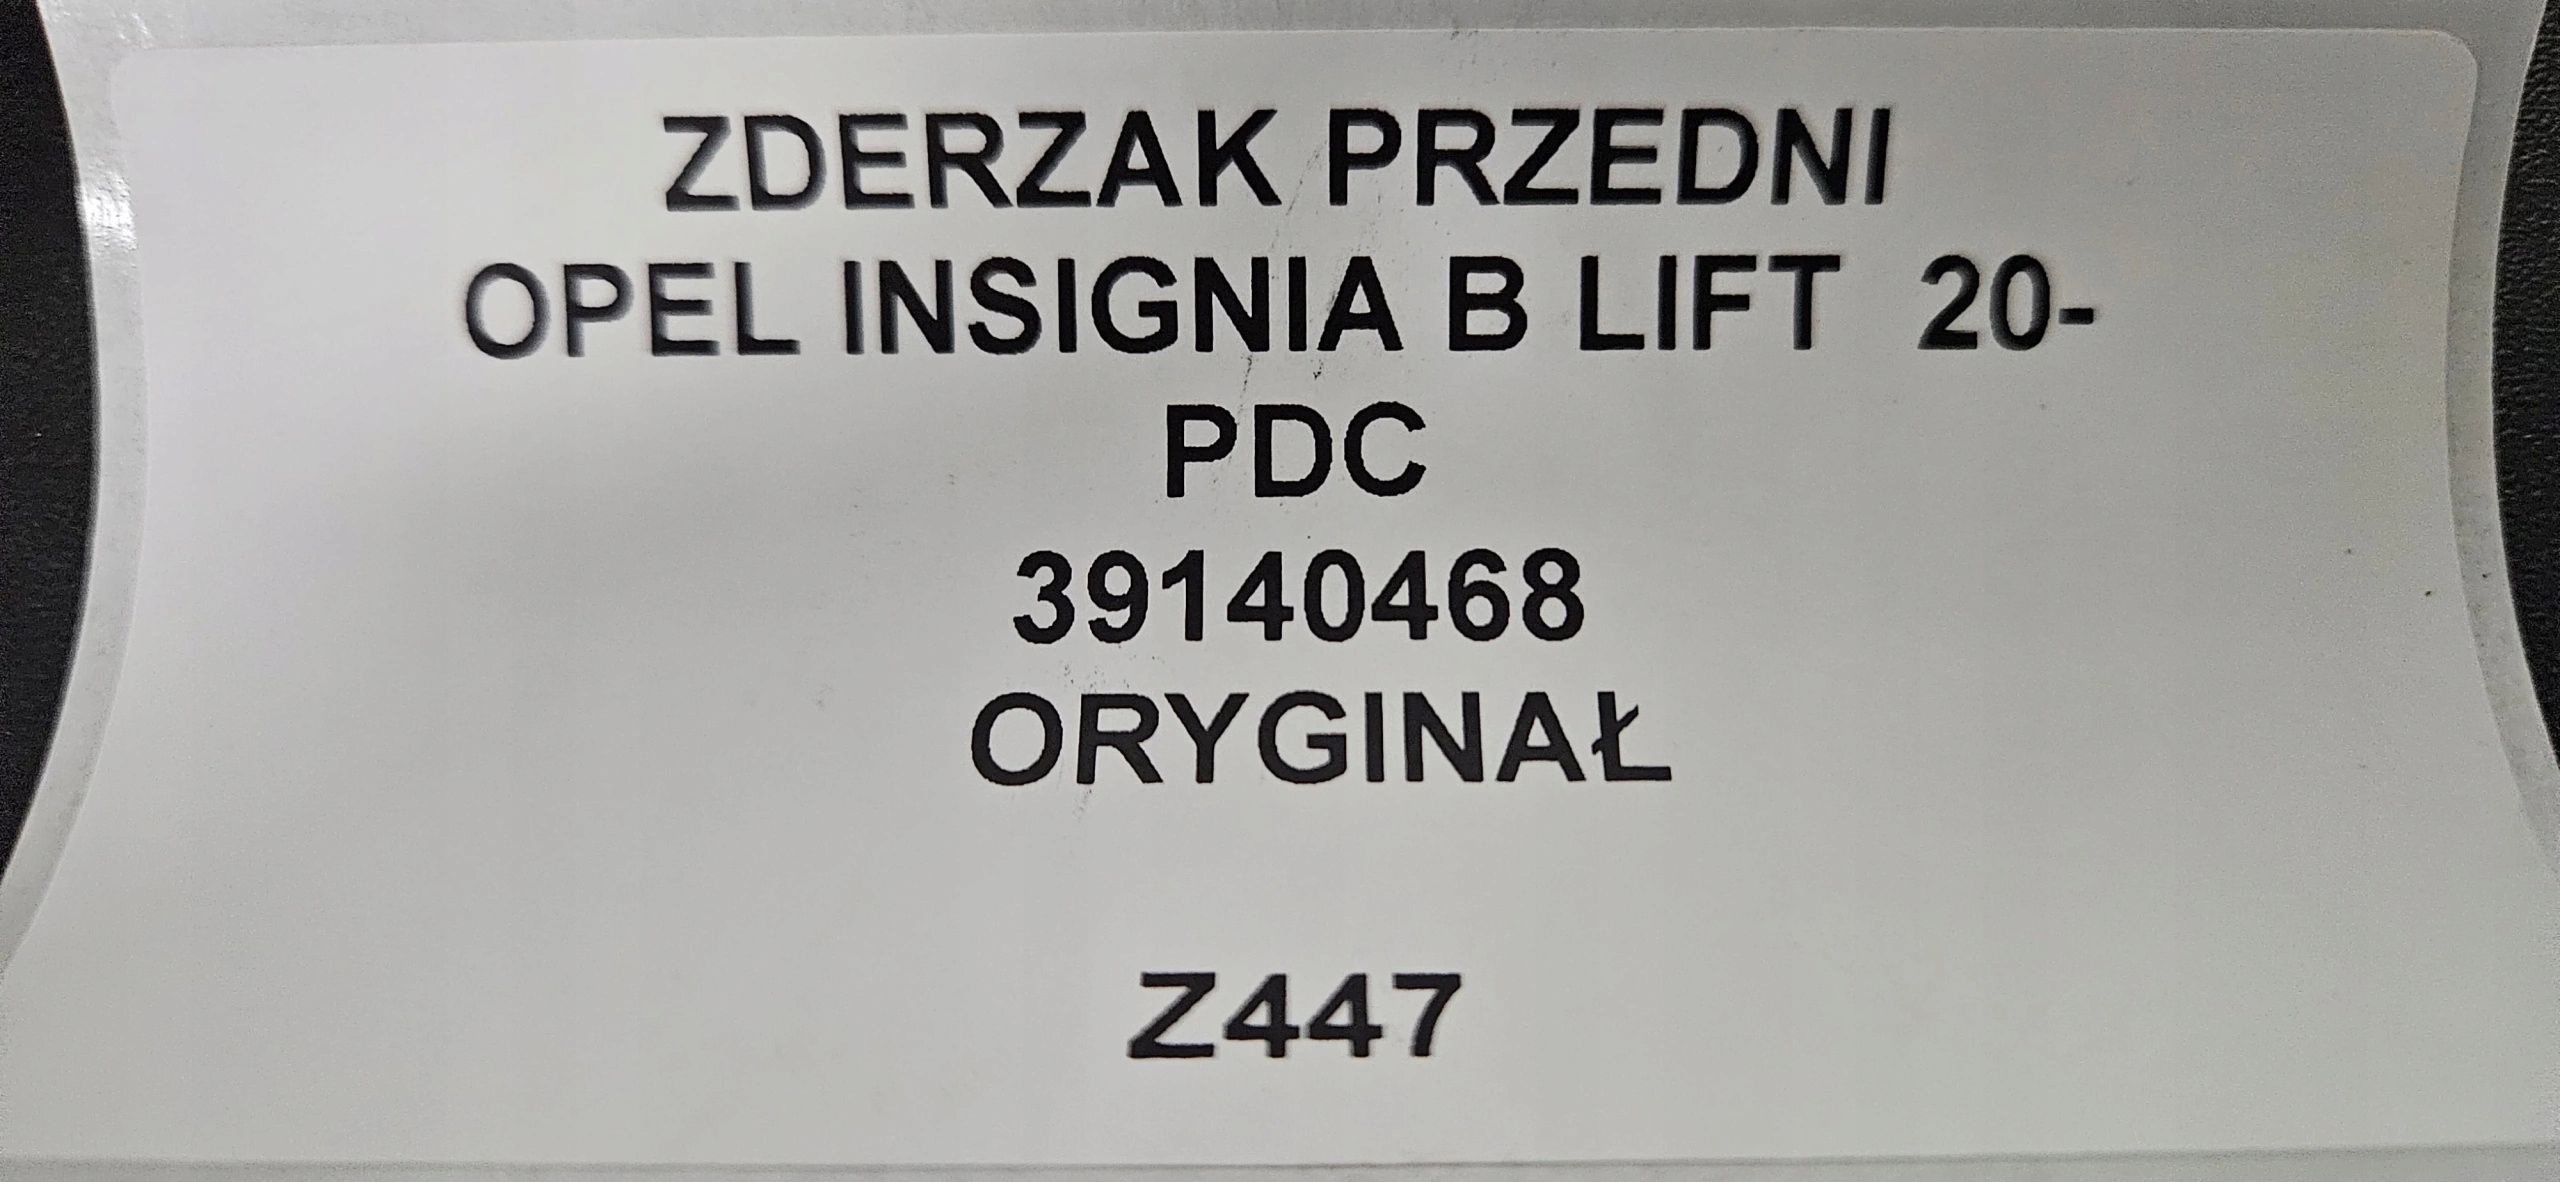 ZDERZAK PRZEDNI
OPEL INSIGNIA B LIFT 20-
PDC
39140468
ORYGINAŁ
Z447